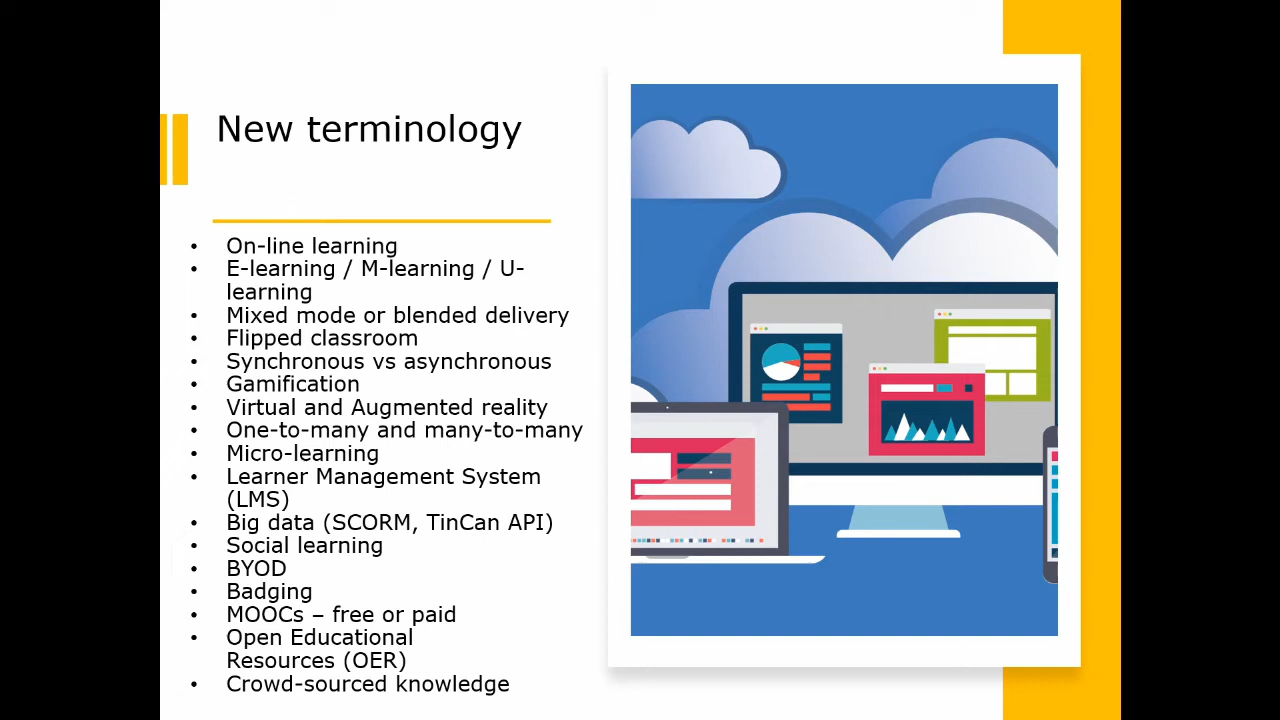 New terminology
• On-line learning
• E-learning / M-learning / U-
learning
• Mixed mode or blended delivery
• Flipped classroom
• Synchronous vs asynchronous
• Gamification
• Virtual and Augmented reality
• One-to-many and many-to-many
• Micro-learning
• Learner Management System
(LMS)
• Big data (SCORM, TinCan API)
• Social learning
• BYOD
• Badging
• MOOCs – free or paid
• Open Educational
Resources (OER)
• Crowd-sourced knowledge